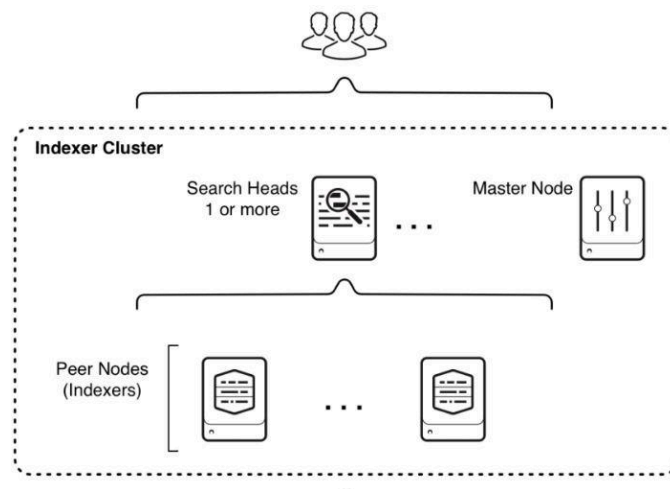 Indexer Cluster
Search Heads
1 or more
...
Master Node
Peer Nodes
(Indexers)
...